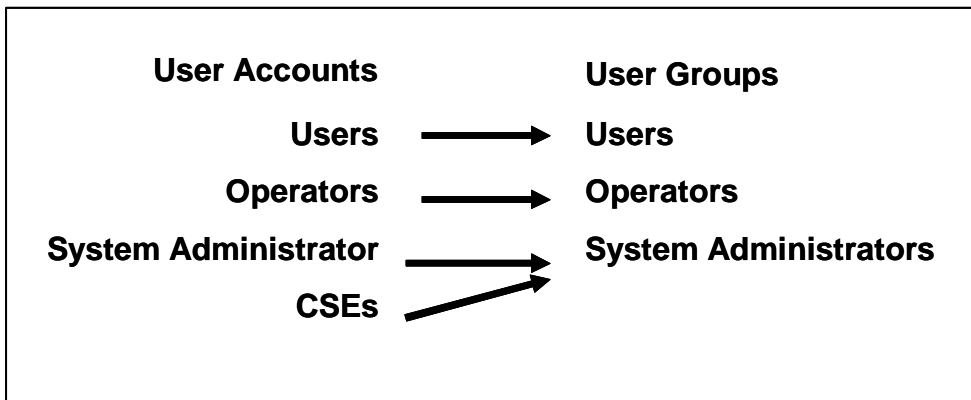 User Accounts User Groups
Users Users
Operators Operators
System Administrator System Administrators
CSEs